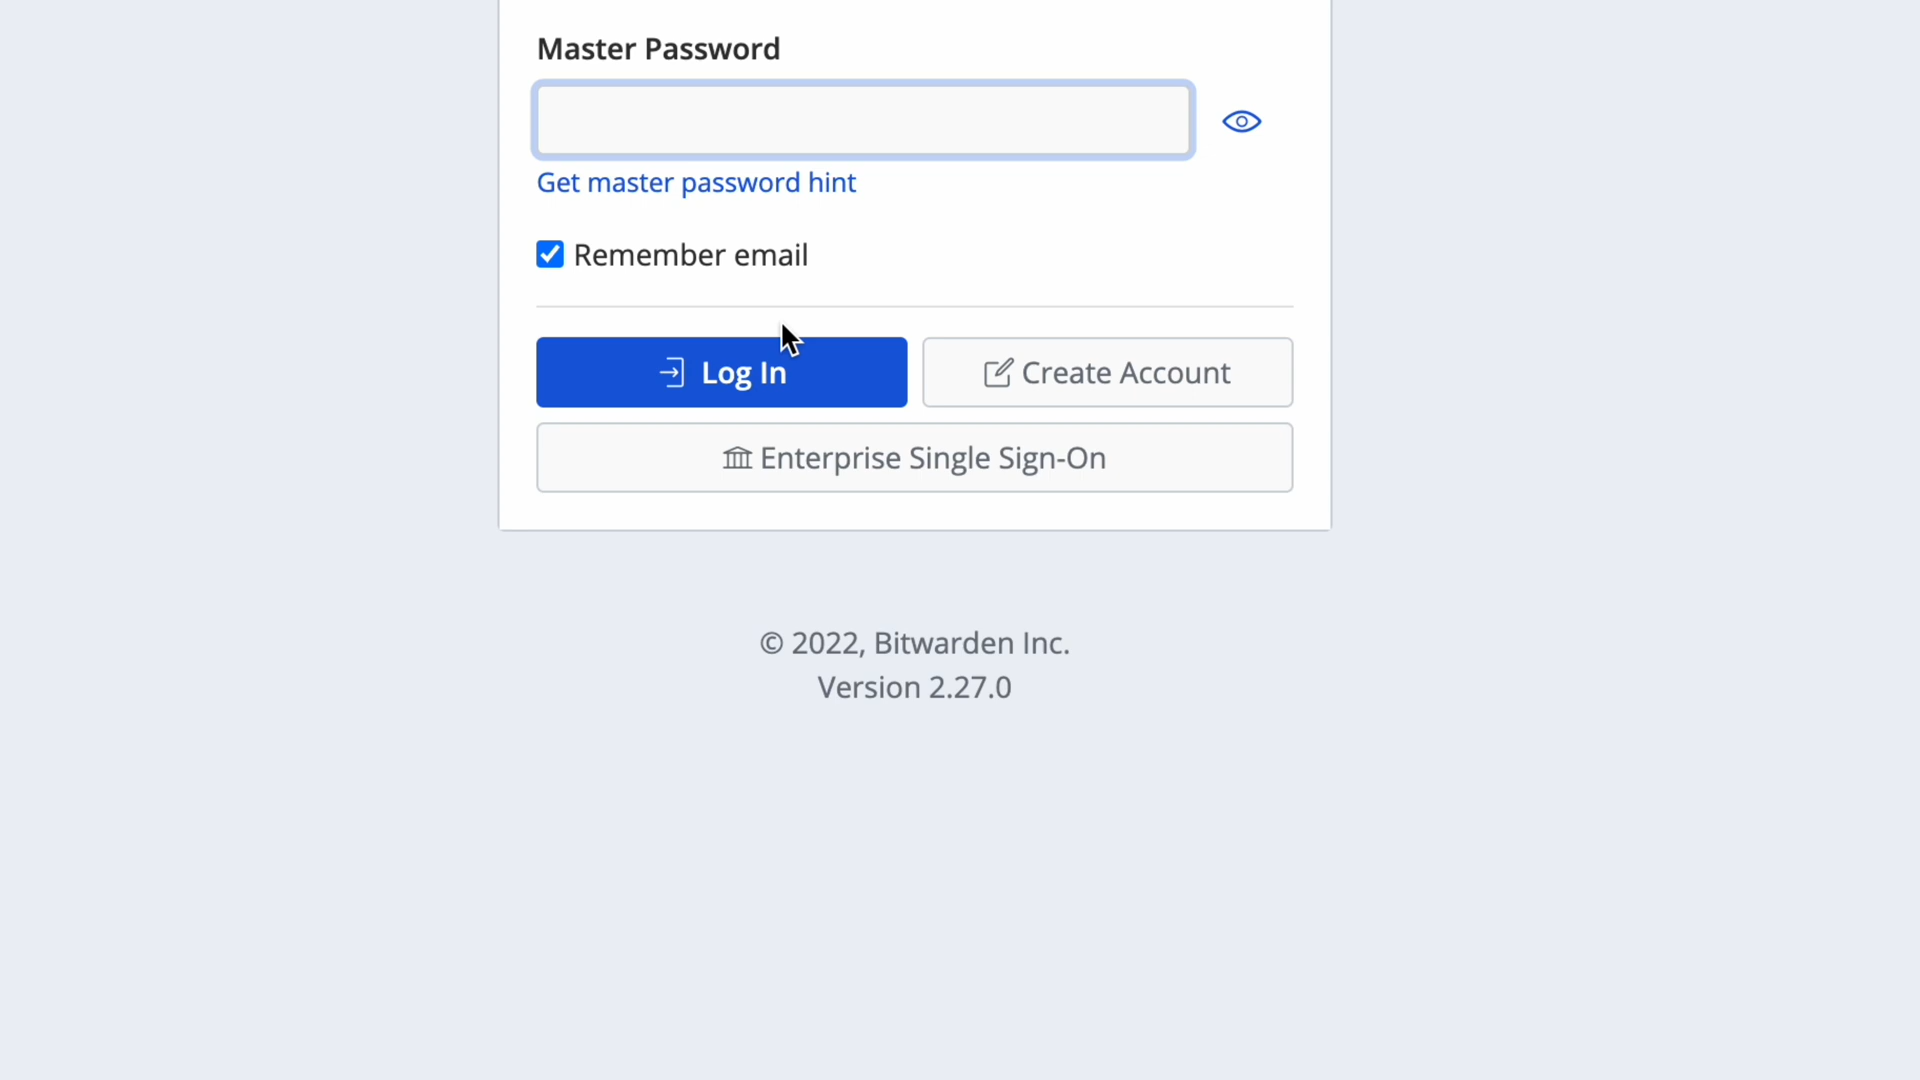 Master Password
Get master password hint
Remember email
Log In
Create Account
Enterprise Single Sign-On
© 2022, Bitwarden Inc.
Version 2.27.0